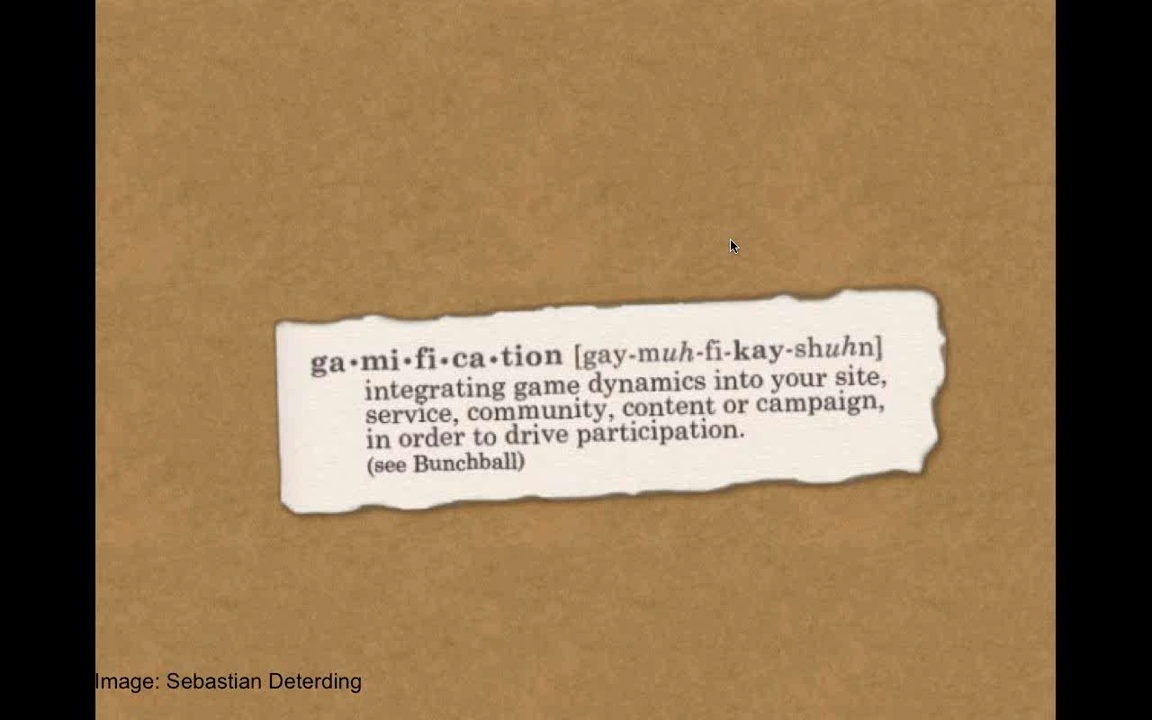 ga•mi•fi•ca•tion [gay-muh-fi-kay-shuhn]
integrating game dynamics into your site,
service, community, content or campaign,
in order to drive participation.
(see Bunchball)
Image: Sebastian Deterding